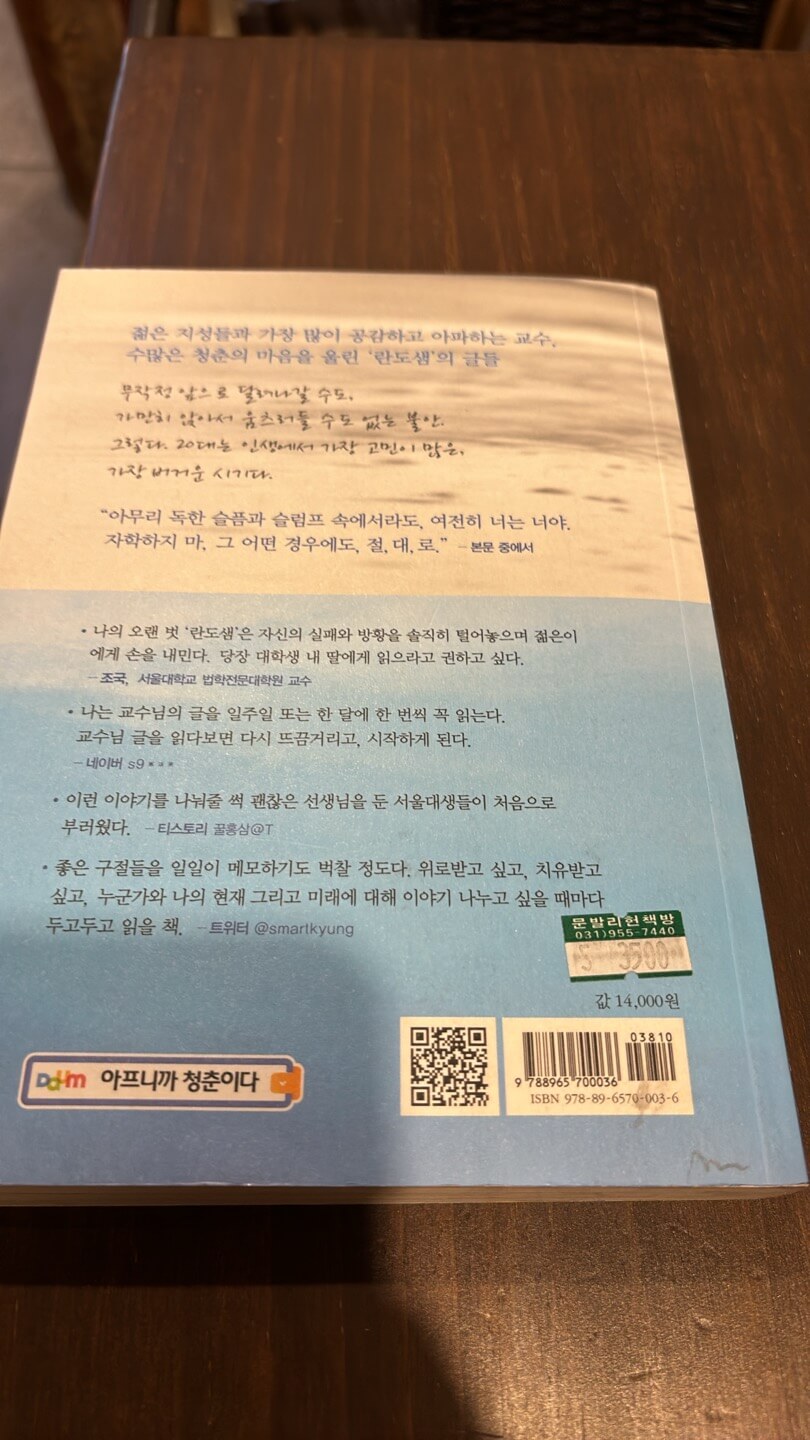 젊은 지성들과 가장 많이 공감하고 아파하는 교수,
수많은 청춘의 마음을 울린 ‘란도샘’의 글들
무작정 앞으로 달려나갈 수도,
가만히 앉아서 움츠러들 수도 없는 불안.
그렇다. 20대는 인생에서 가장 고민이 많은,
가장 버거운 시기다.
“아무리 독한 슬픔과 슬럼프 속에서라도, 여전히 너는 너야.
자학하지 마, 그 어떤 경우에도, 절, 대, 로.” – 본문 중에서
• 나의 오랜 벗 ‘란도샘’은 자신의 실패와 방황을 솔직히 털어놓으며 젊은이
에게 손을 내민다. 당장 대학생 내 딸에게 읽으라고 권하고 싶다.
– 조국, 서울대학교 법학전문대학원 교수
• 나는 교수님의 글을 일주일 또는 한 달에 한 번씩 꼭 읽는다.
교수님 글을 읽다보면 다시 뜨끔거리고, 시작하게 된다.
– 네이버 s9***
• 이런 이야기를 나눠줄 썩 괜찮은 선생님을 둔 서울대생들이 처음으로
부러웠다. – 티스토리 꿀홍삼@T
• 좋은 구절들을 일일이 메모하기도 벅찰 정도다. 위로받고 싶고, 치유받고
싶고, 누군가와 나의 현재 그리고 미래에 대해 이야기 나누고 싶을 때마다
두고두고 읽을 책. – 트위터 @smartkyung
문발리헌책방
031)955-7440
3500
값 14,000원
03810
9 788965 700036
ISBN 978-89-6570-003-6
Daum 아프니까 청춘이다